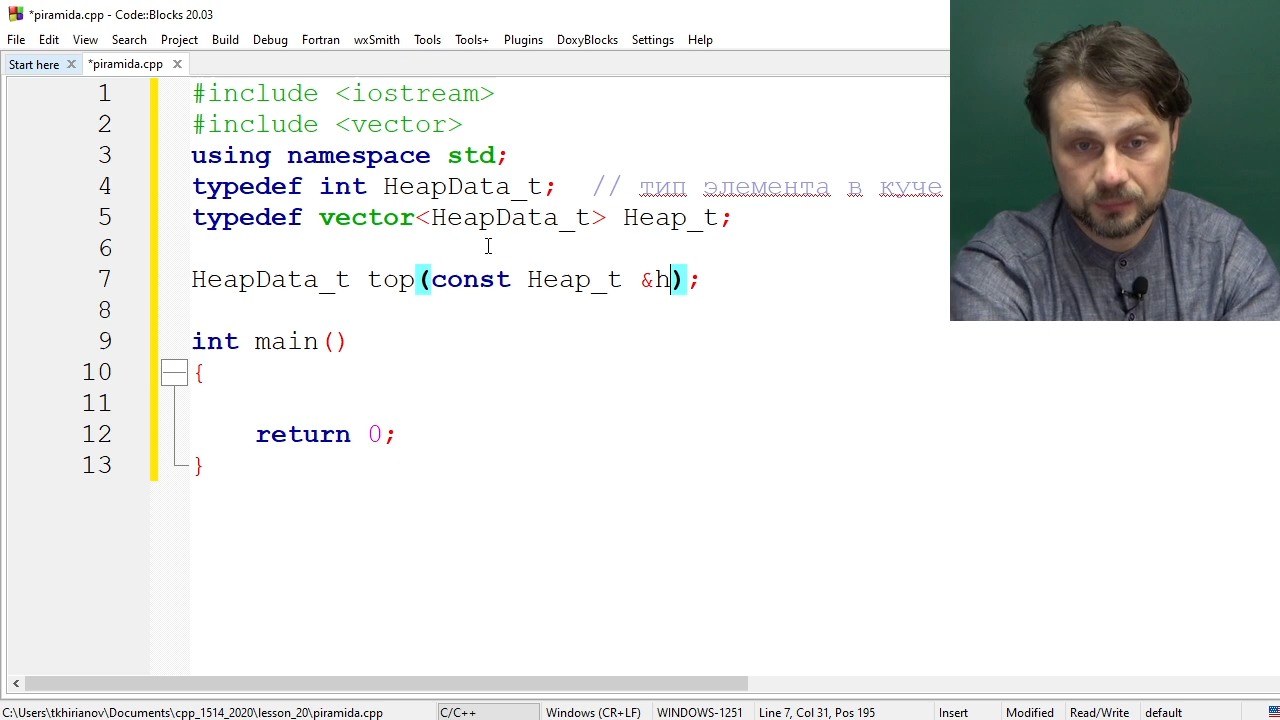 *piramida.cpp - Code::Blocks 20.03
File Edit View Search Project Build Debug Fortran wxSmith Tools Tools+ Plugins DoxyBlocks Settings Help
Start here *piramida.cpp
1 #include <iostream>
2 #include <vector>
3 using namespace std;
4 typedef int HeapData_t; // тип элемента в куче
5 typedef vector<HeapData_t> Heap_t;
6
7 HeapData_t top(const Heap_t &h);
8
9 int main()
10 {
11
12 return 0;
13 }
C:\Users\tkhirianov\Documents\cpp_1514_2020\lesson_20\piramida.cpp C/C++ Windows (CR+LF) WINDOWS-1251 Line 7, Col 31, Pos 195 Insert Modified Read/Write default